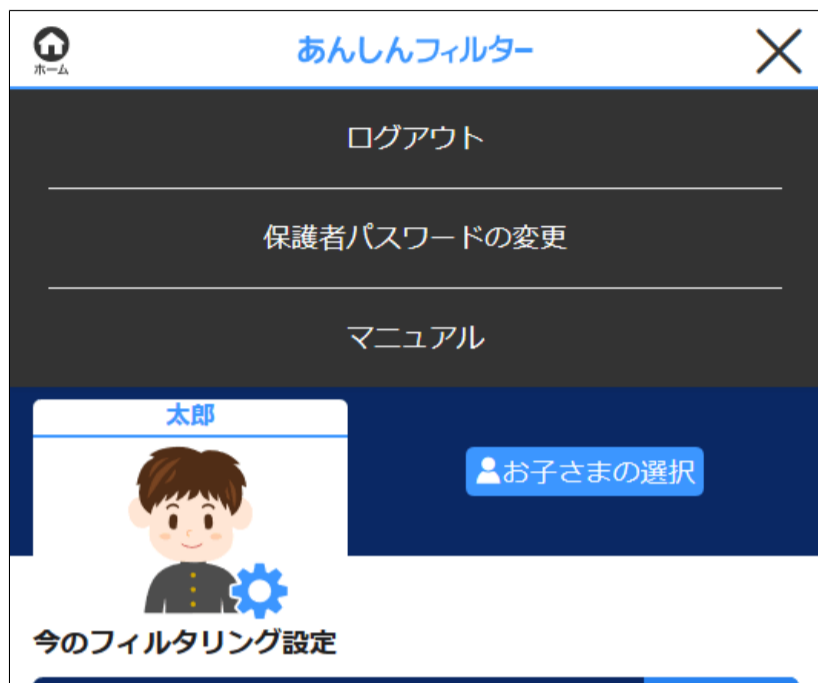 あんしんフィルター
ホーム
ログアウト
保護者パスワードの変更
マニュアル
太郎
お子さまの選択
今のフィルタリング設定